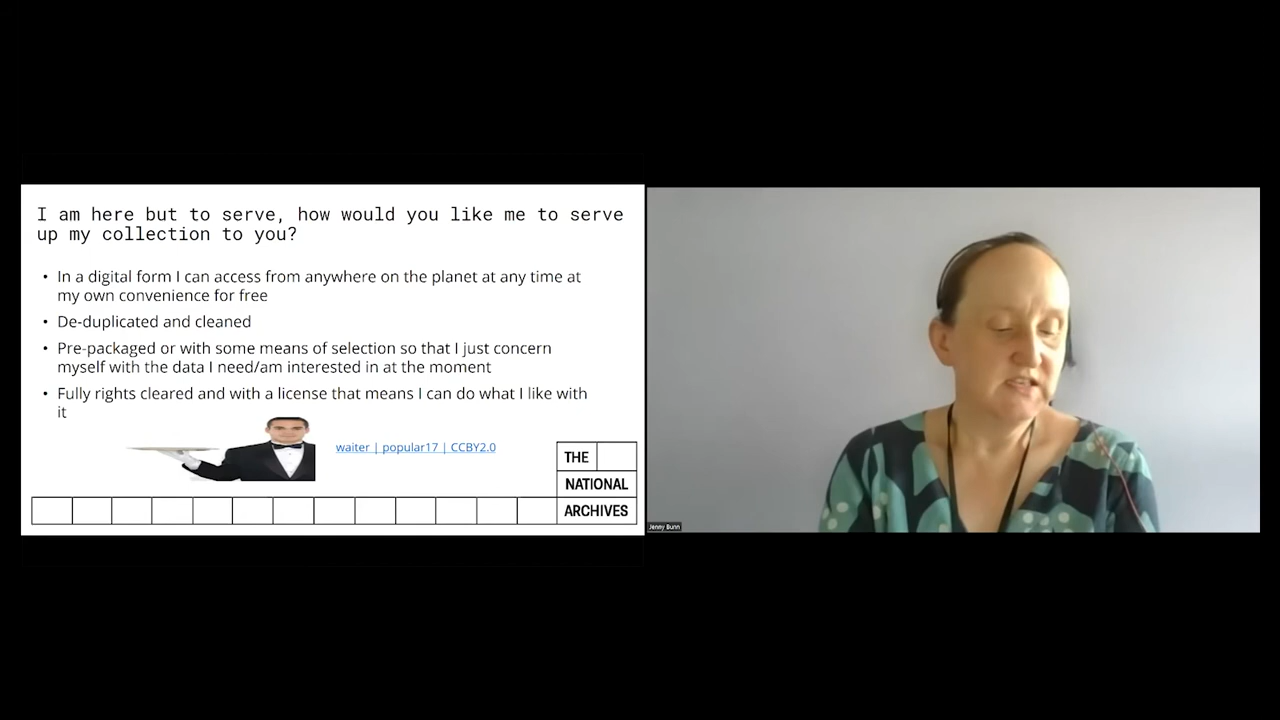 I am here but to serve, how would you like me to serve
up my collection to you?
• In a digital form I can access from anywhere on the planet at any time at
my own convenience for free
• De-duplicated and cleaned
• Pre-packaged or with some means of selection so that I just concern
myself with the data I need/am interested in at the moment
• Fully rights cleared and with a license that means I can do what I like with
it
waiter | popular17 | CCBY2.0
THE
NATIONAL
ARCHIVES
Jenny Bunn